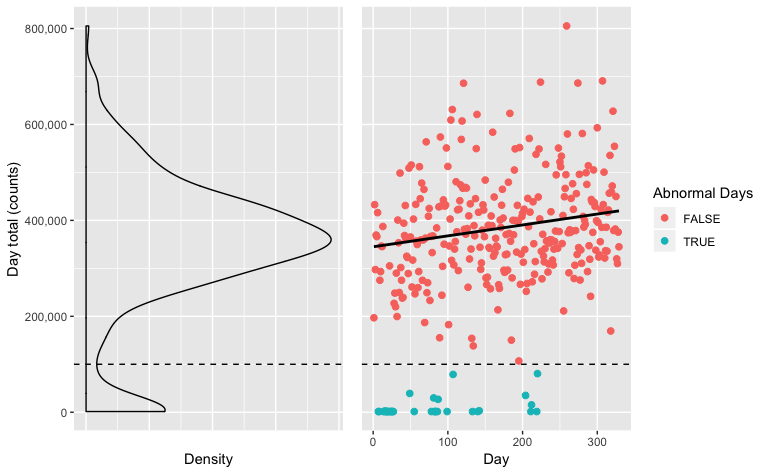 Day total (counts)
800,000
600,000
400,000
200,000
0
Density
0 100 200 300
Day
Abnormal Days
FALSE
TRUE